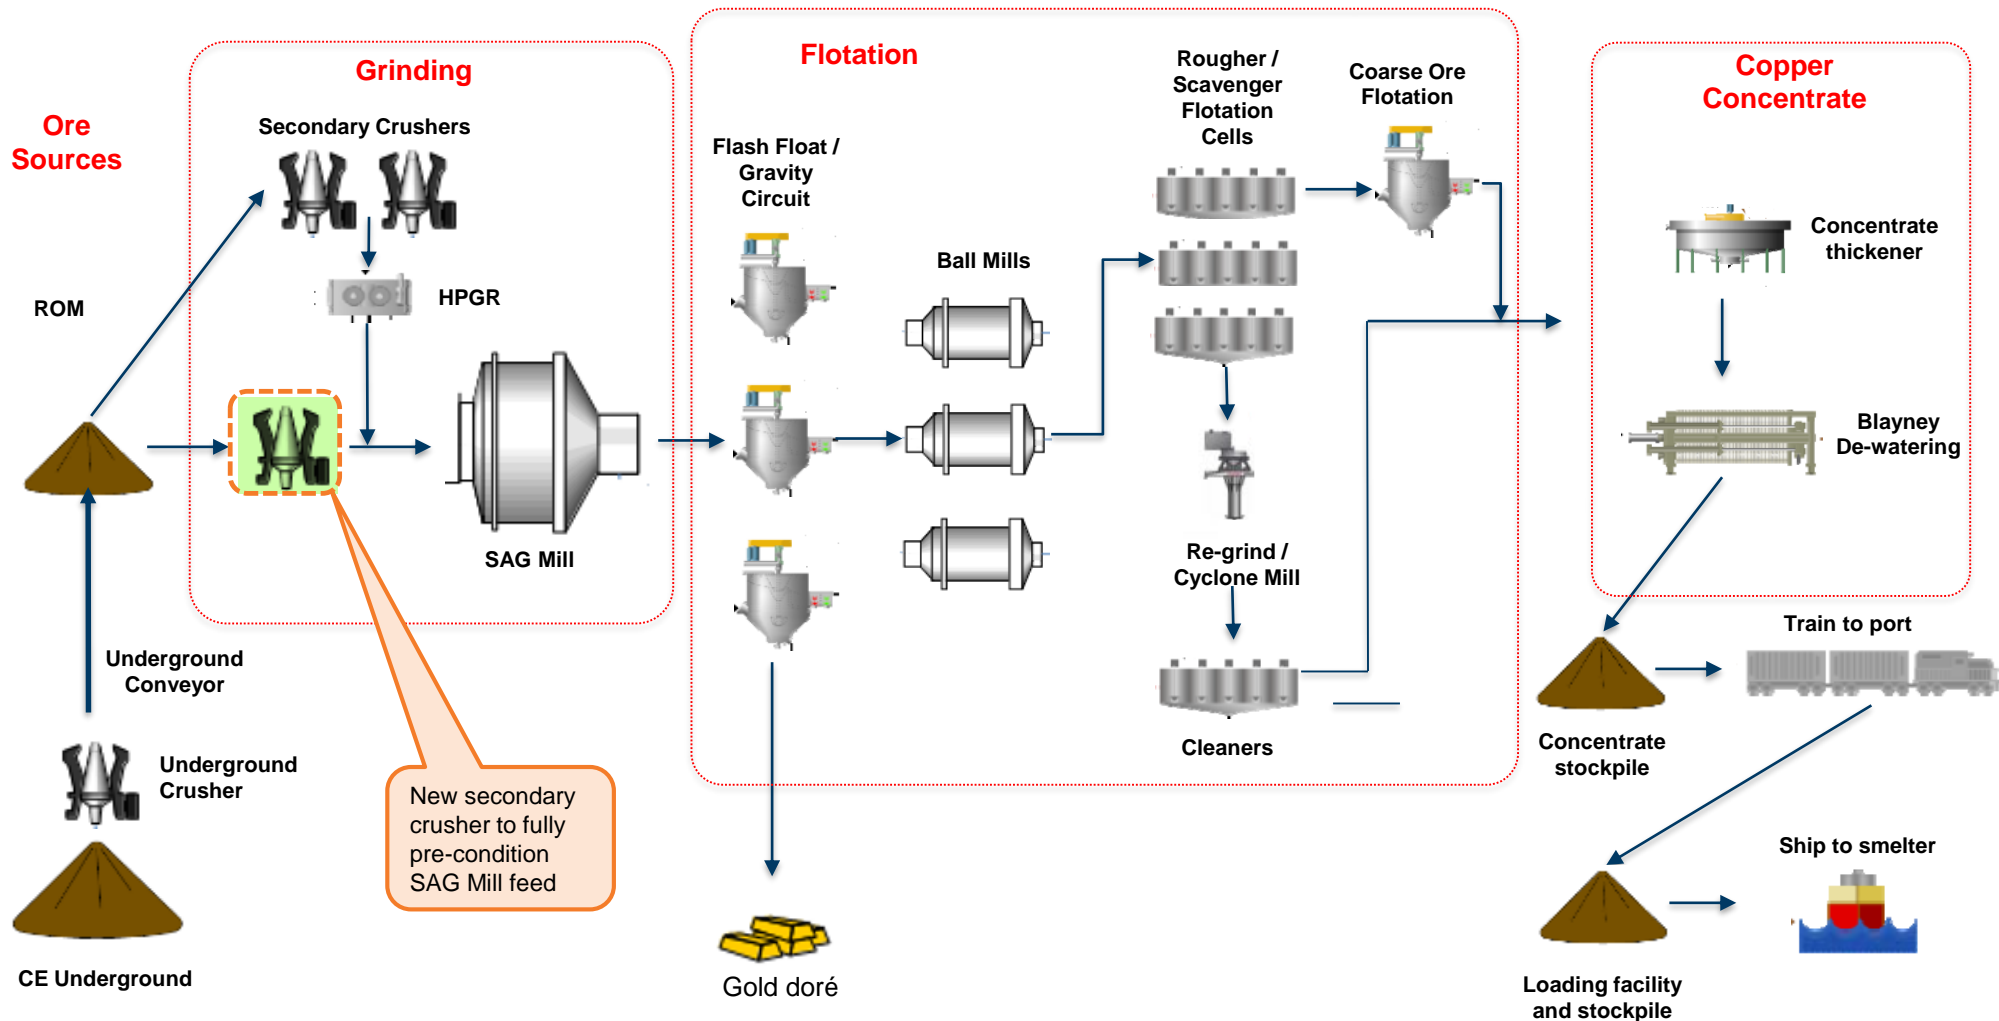 Ore
Sources
Grinding
Flotation
Copper
Concentrate
Secondary Crushers
HPGR
ROM
SAG Mill
Underground
Conveyor
Underground
Crusher
CE Underground
New secondary
crusher to fully
pre-condition
SAG Mill feed
Flash Float /
Gravity
Circuit
Ball Mills
Rougher /
Scavenger
Flotation
Cells
Coarse Ore
Flotation
Re-grind /
Cyclone Mill
Cleaners
Gold doré
Concentrate
thickener
Blayney
De-watering
Train to port
Concentrate
stockpile
Ship to smelter
Loading facility
and stockpile